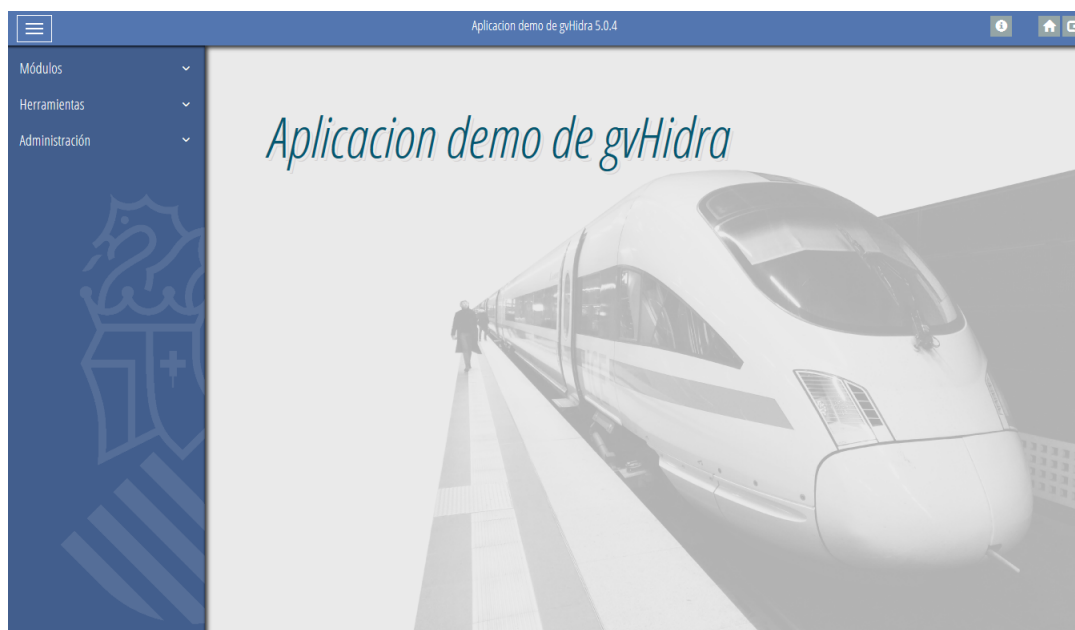 Aplicacion demo de gvHidra 5.0.4
Módulos
Herramientas
Administración
Aplicacion demo de gvHidra